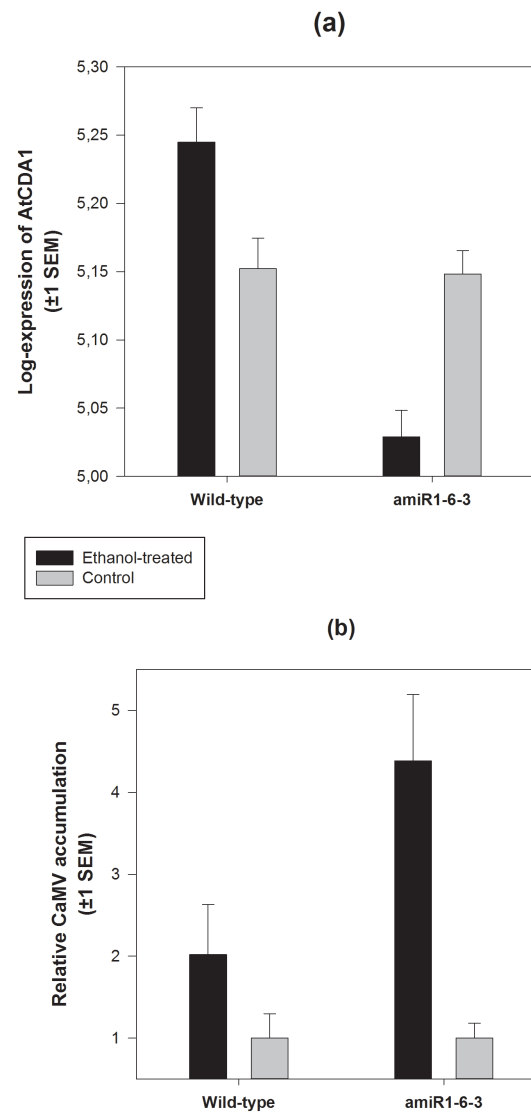 (a)
Log-expression of AtCDA1
(±1 SEM)
5,30
5,25
5,20
5,15
5,10
5,05
5,00
Wild-type
amiR1-6-3
Ethanol-treated
Control
(b)
Relative CaMV accumulation
(±1 SEM)
5
4
3
2
1
Wild-type
amiR1-6-3